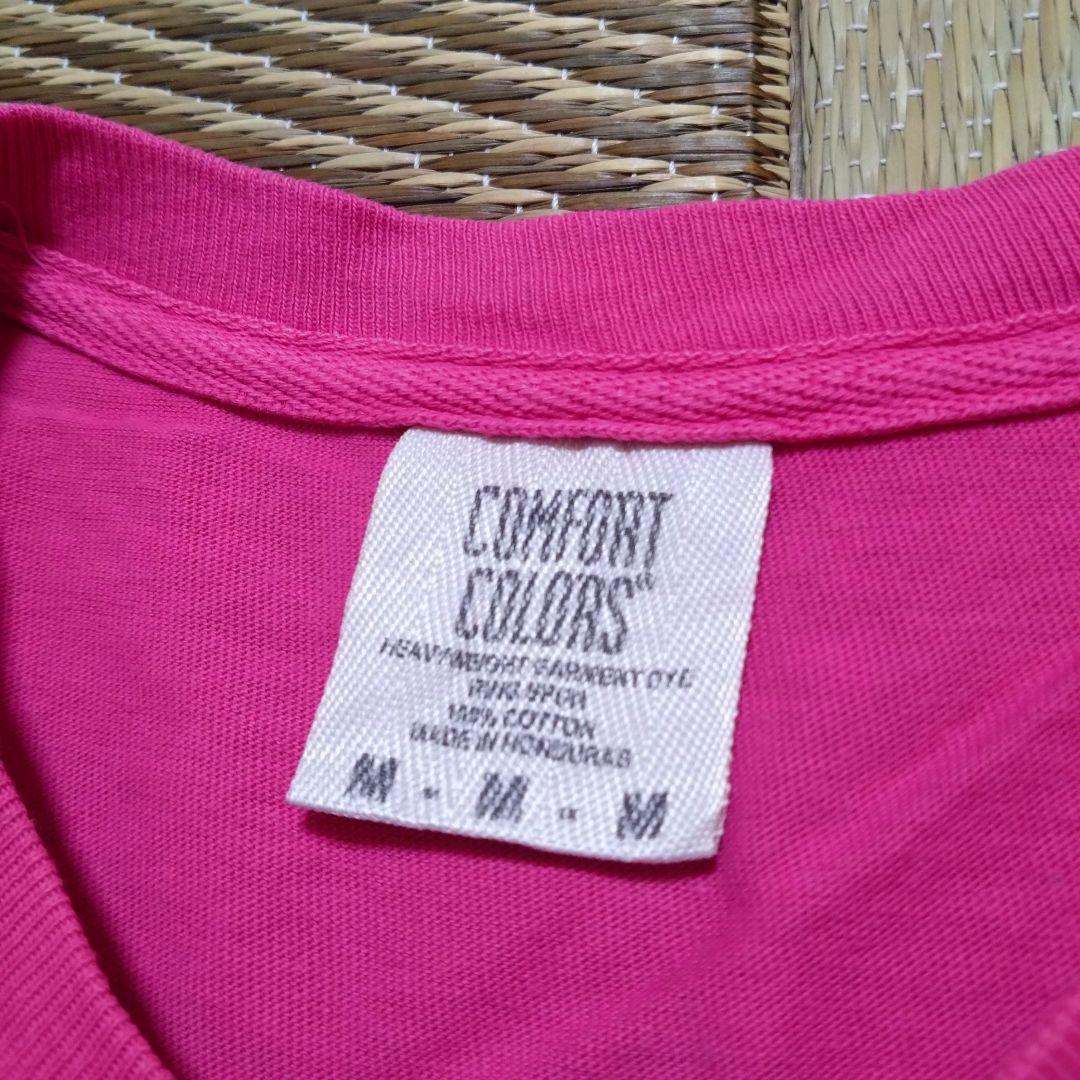 COMFORT
COLORS
HEAVYWEIGHT GARMENT DYE
RING SPUN
100% COTTON
MADE IN HONDURAS
M - M - M